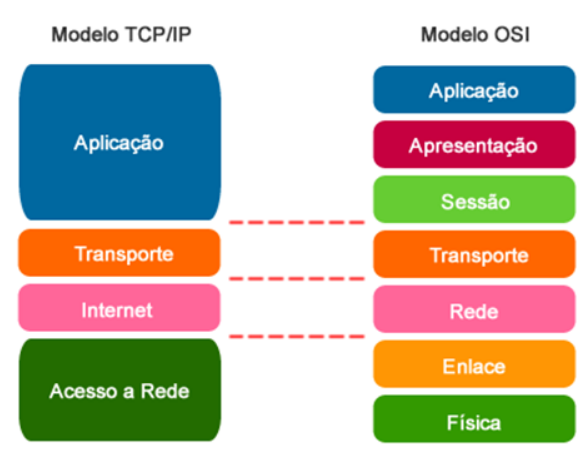 Modelo TCP/IP
Aplicação
Transporte
Internet
Acesso a Rede
Modelo OSI
Aplicação
Apresentação
Sessão
Transporte
Rede
Enlace
Física